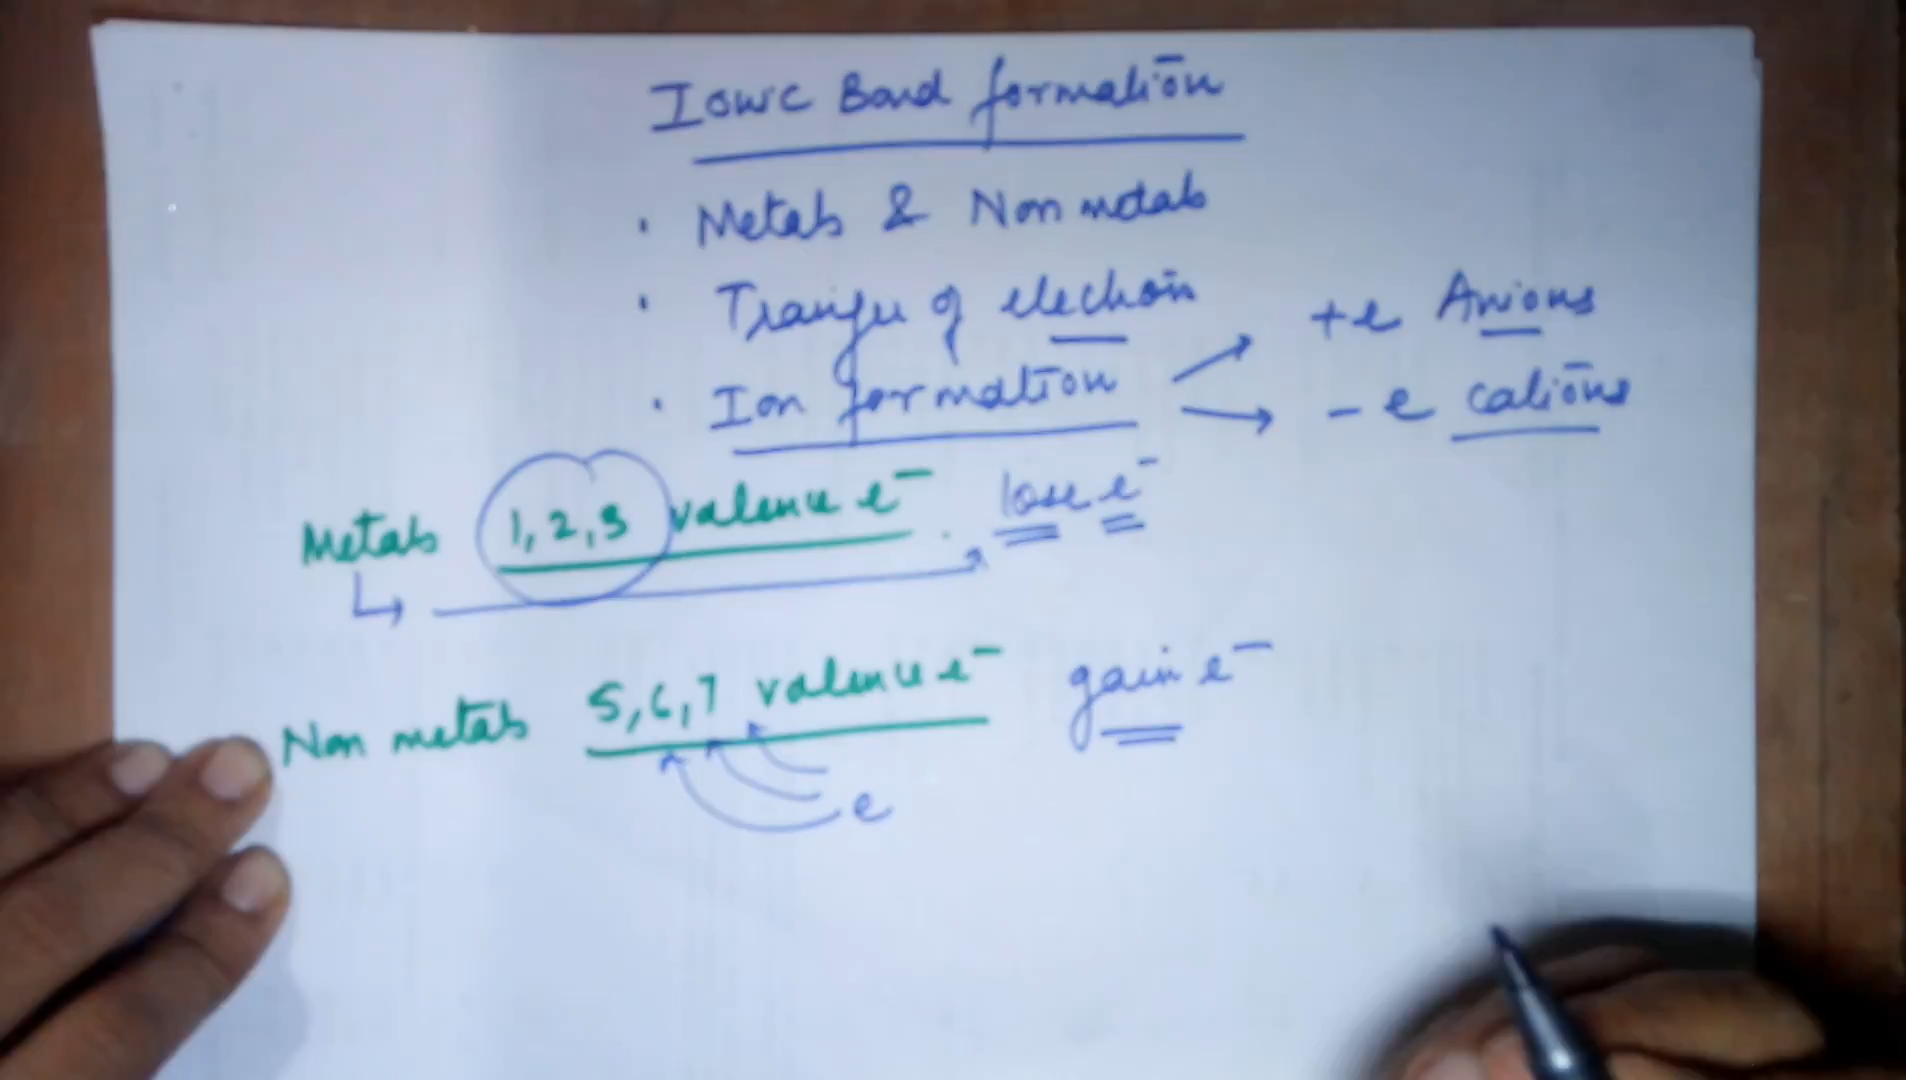 Ionic Bond formation
• Metals & Non metals
• Transfer of electron
• Ion formation
+e Anions
- e cations
Metals 1, 2, 3 valence e⁻. lose e⁻
Non metals 5, 6, 7 valence e⁻ gain e⁻
e